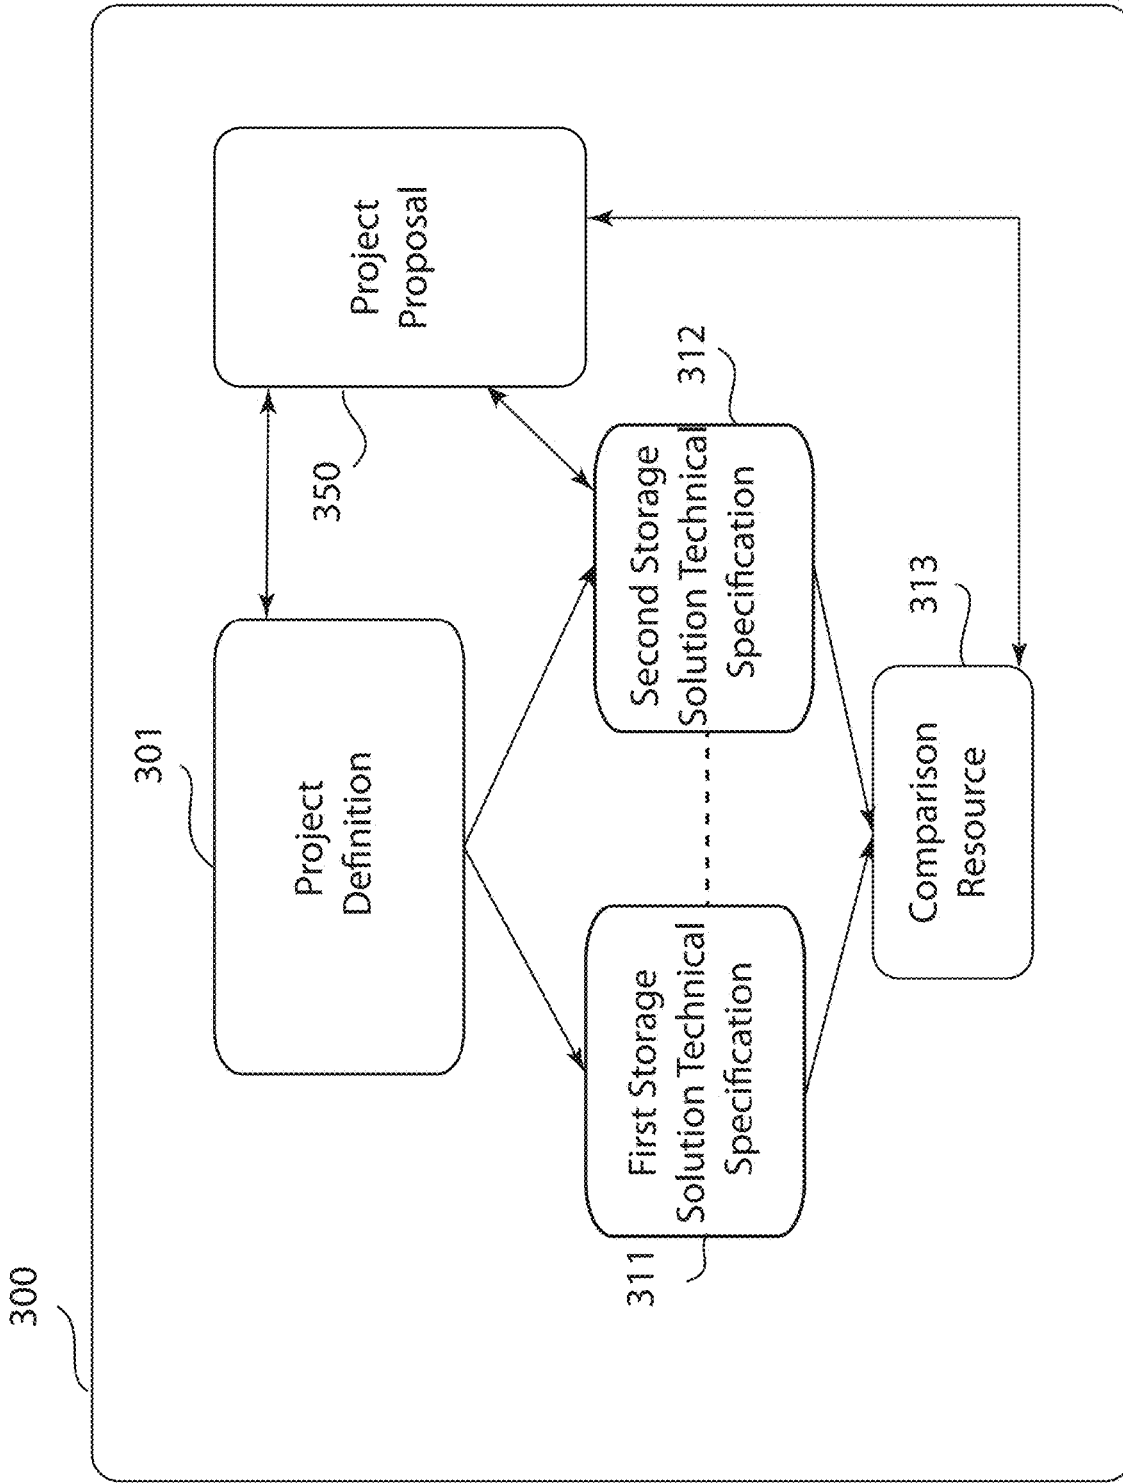 300
301
Project
Definition
350
Project
Proposal
311
First Storage
Solution Technical
Specification
312
Second Storage
Solution Technical
Specification
313
Comparison
Resource